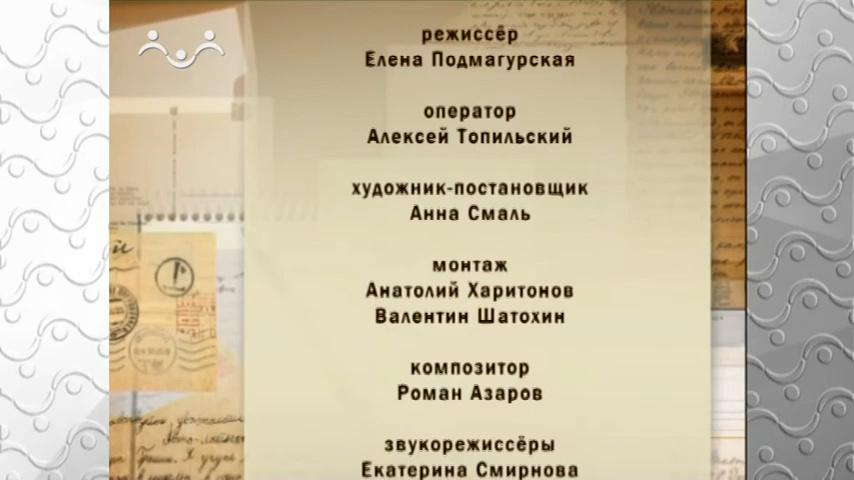 режиссёр
Елена Подмагурская
оператор
Алексей Топильский
художник-постановщик
Анна Смаль
монтаж
Анатолий Харитонов
Валентин Шатохин
композитор
Роман Азаров
звукорежиссёры
Екатерина Смирнова